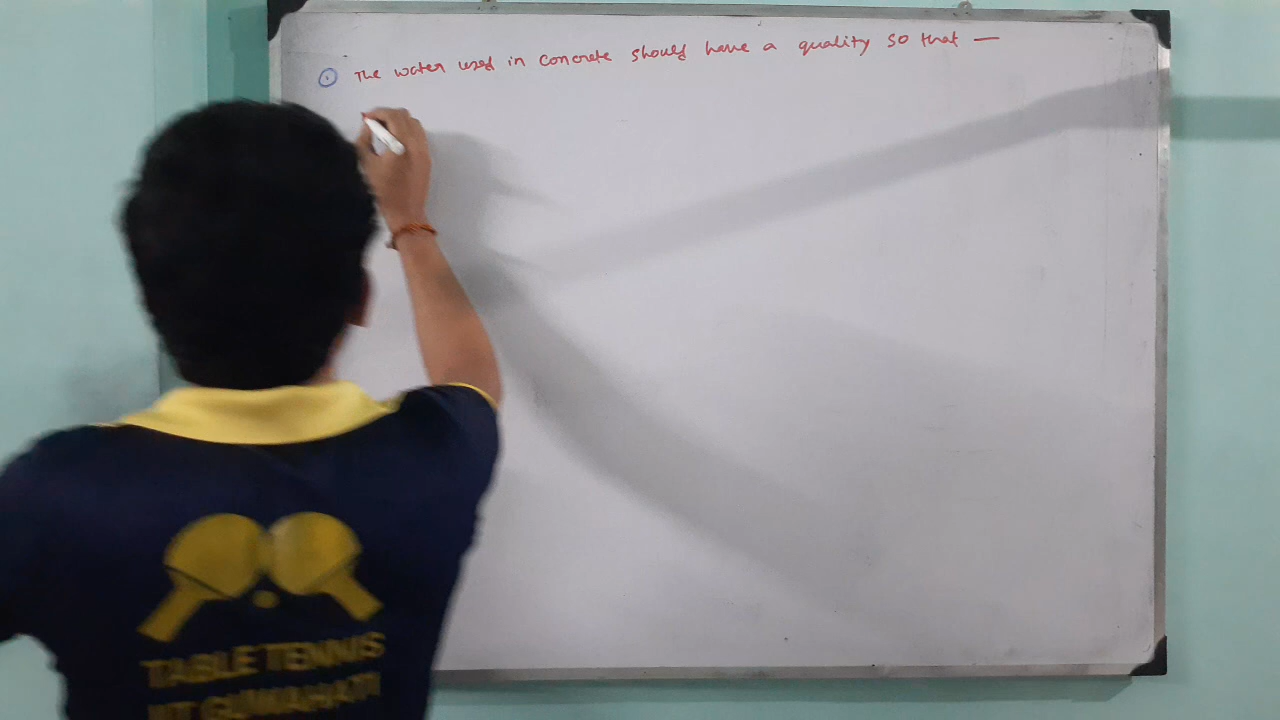 ① The water used in concrete should have a quality so that —
TABLE TENNIS
IIT GUWAHATI